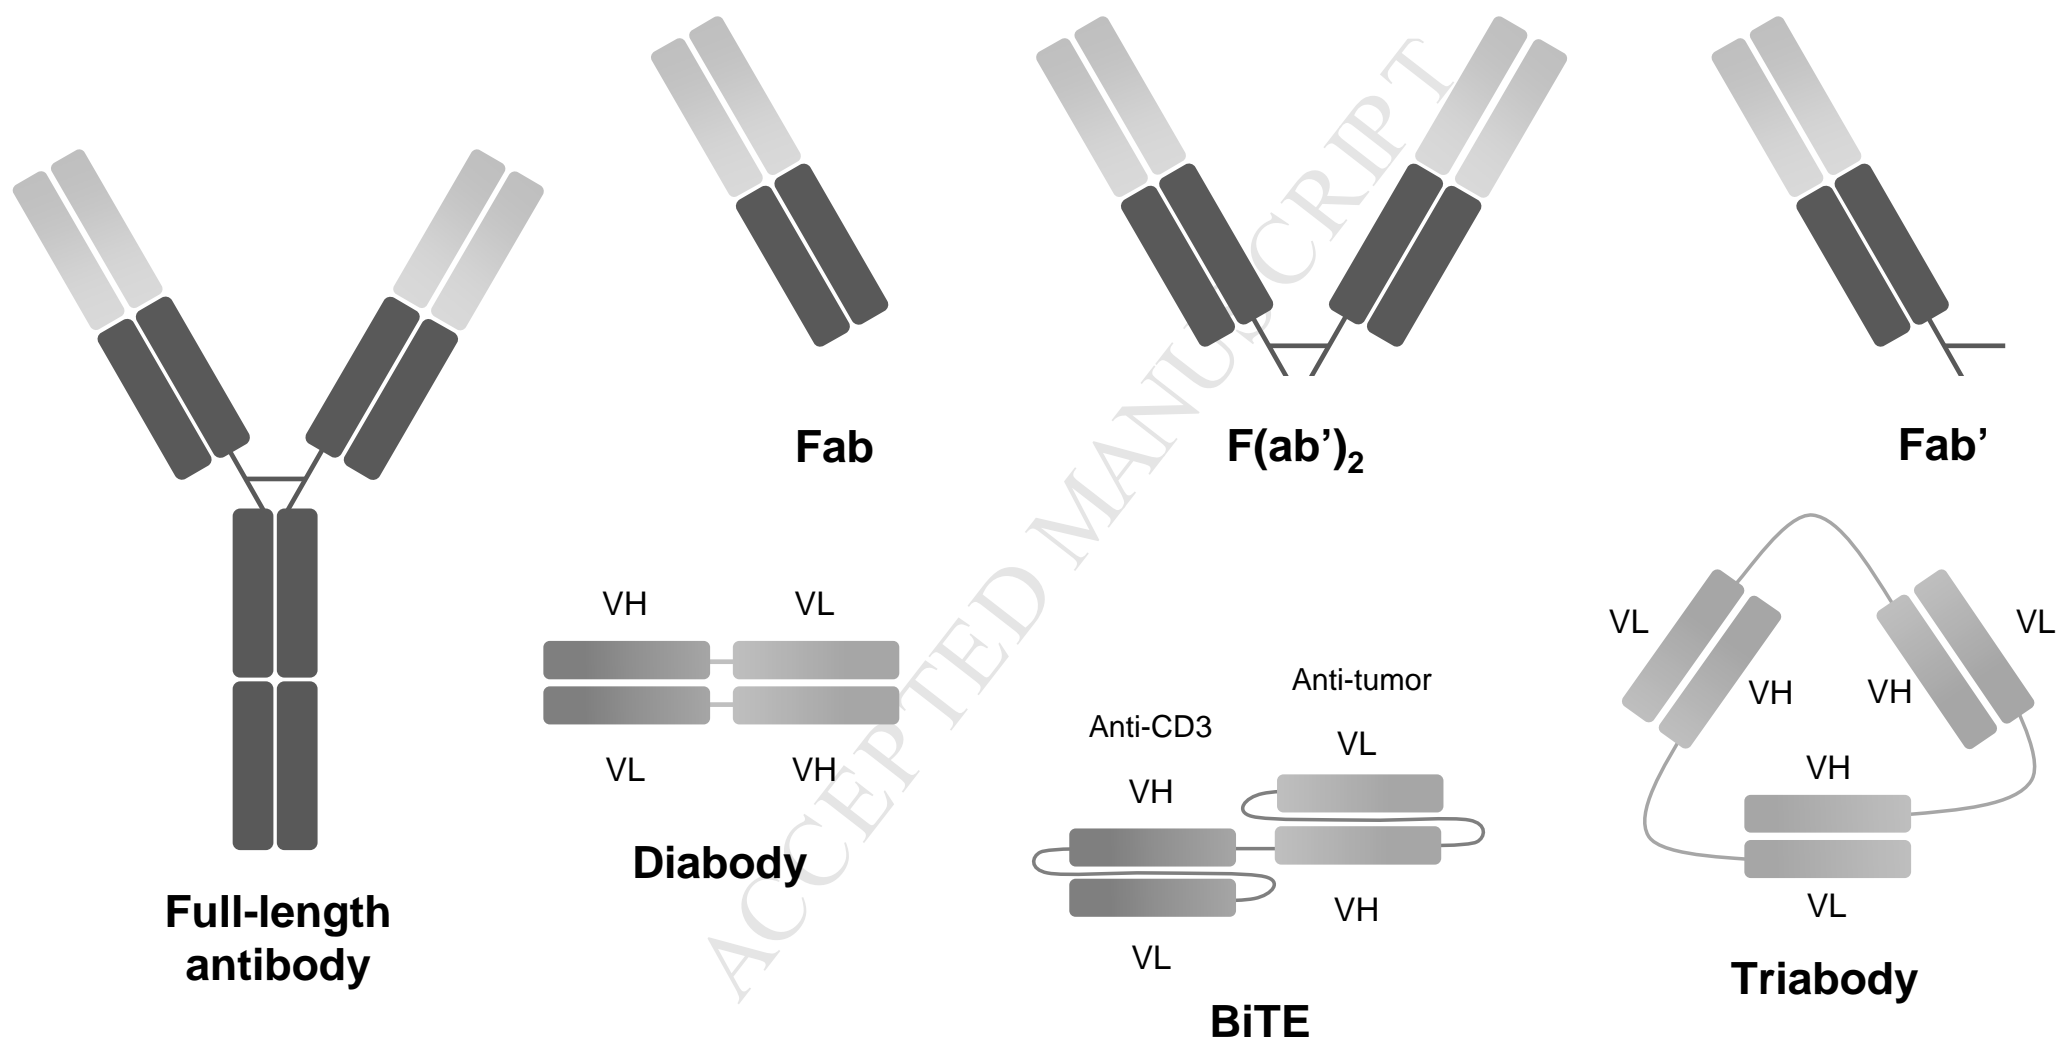 Fab
F(ab’)2
Fab’
VH
VL
VL
VH
Diabody
Full-length
antibody
Anti-CD3
Anti-tumor
VH
VL
VL
VH
BiTE
VL
VH
VH
VL
VH
VL
Triabody
ACCEPTED MANUSCRIPT